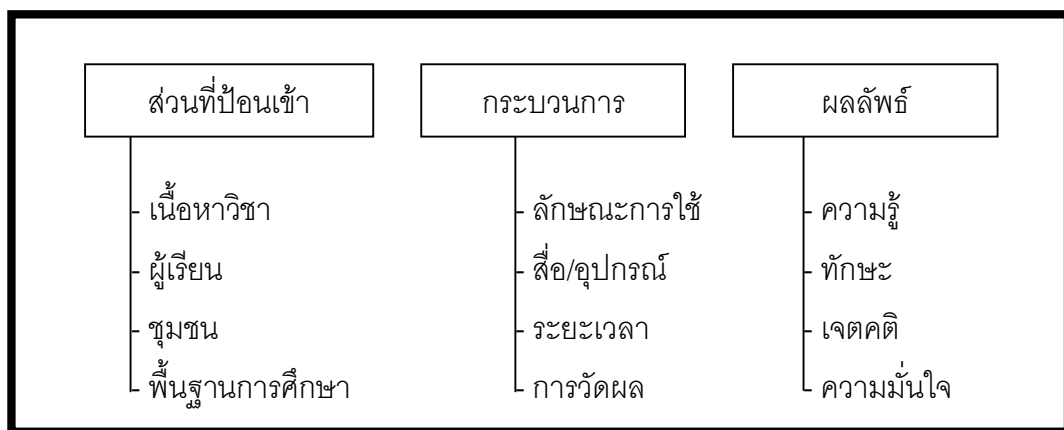 ส่วนที่ป้อนเข้า
- เนื้อหาวิชา
- ผู้เรียน
- ชุมชน
- พื้นฐานการศึกษา
กระบวนการ
- ลักษณะการใช้
- สื่อ/อุปกรณ์
- ระยะเวลา
- การวัดผล
ผลลัพธ์
- ความรู้
- ทักษะ
- เจตคติ
- ความมั่นใจ